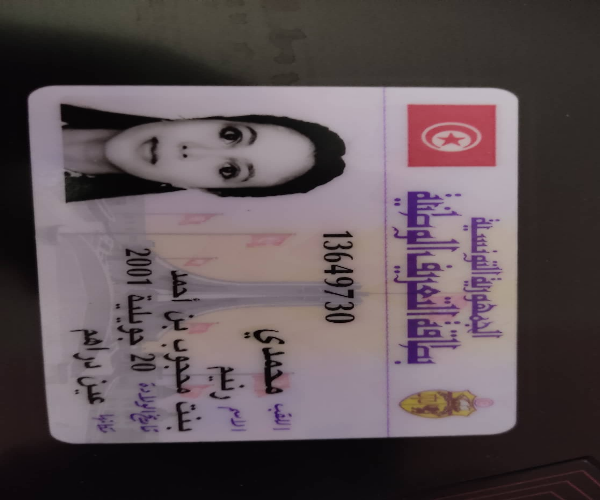 الجمهورية التونسية
بطاقة التعريف الوطنية
13649730
اللقب محمدي
الاسم رنيم
بنت محجوب بن أحمد
تاريخ الولادة 20 جويلية 2001
مكانها عين دراهم